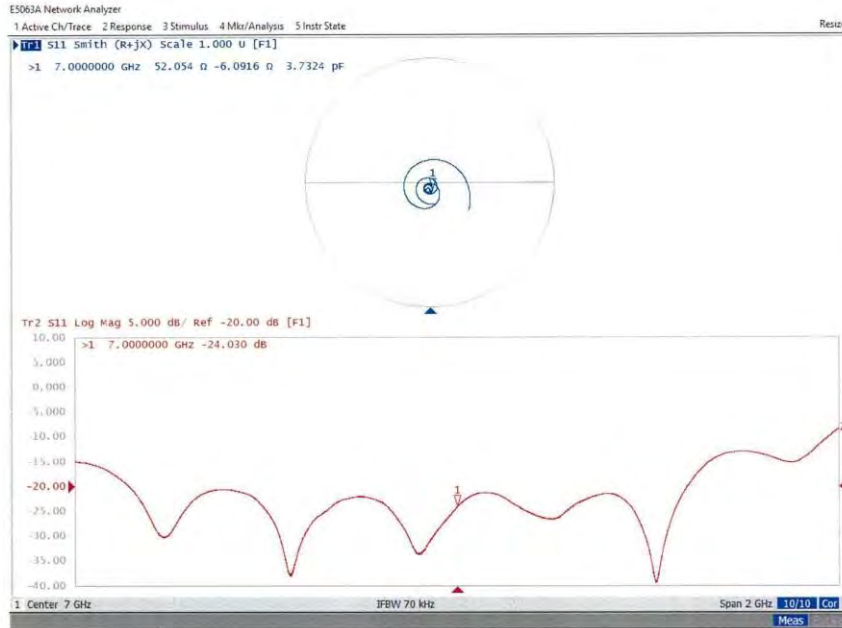 E5063A Network Analyzer
1 Active Ch/Trace 2 Response 3 Stimulus 4 Mkr/Analysis 5 Instr State
Resize
Tr1 S11 Smith (R+jX) Scale 1.000 U [F1]
>1 7.0000000 GHz 52.054 Ω -6.0916 Ω 3.7324 pF
1
Tr2 S11 Log Mag 5.000 dB/ Ref -20.00 dB [F1]
>1 7.0000000 GHz -24.030 dB
10.00
5.000
0.000
-5.000
-10.00
-15.00
-20.00
-25.00
-30.00
-35.00
-40.00
1
1 Center 7 GHz IFBW 70 kHz Span 2 GHz 10/10 Cor
Meas